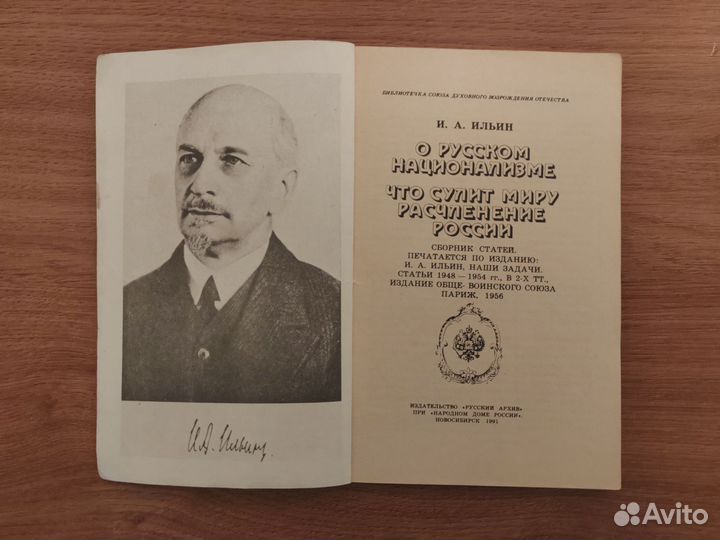 И.А. Ильин.
БИБЛИОТЕЧКА СОЮЗА ДУХОВНОГО ВОЗРОЖДЕНИЯ ОТЕЧЕСТВА
И. А. ИЛЬИН
О РУССКОМ
НАЦИОНАЛИЗМЕ
ЧТО СУЛИТ МИРУ
РАСЧЛЕНЕНИЕ
РОССИИ
СБОРНИК СТАТЕЙ.
ПЕЧАТАЕТСЯ ПО ИЗДАНИЮ:
И. А. ИЛЬИН, НАШИ ЗАДАЧИ.
СТАТЬИ 1948 — 1954 гг., В 2-Х ТТ.,
ИЗДАНИЕ ОБЩЕ- ВОИНСКОГО СОЮЗА
ПАРИЖ, 1956
ИЗДАТЕЛЬСТВО «РУССКИЙ АРХИВ»
ПРИ «НАРОДНОМ ДОМЕ РОССИИ».
НОВОСИБИРСК 1991
Avito